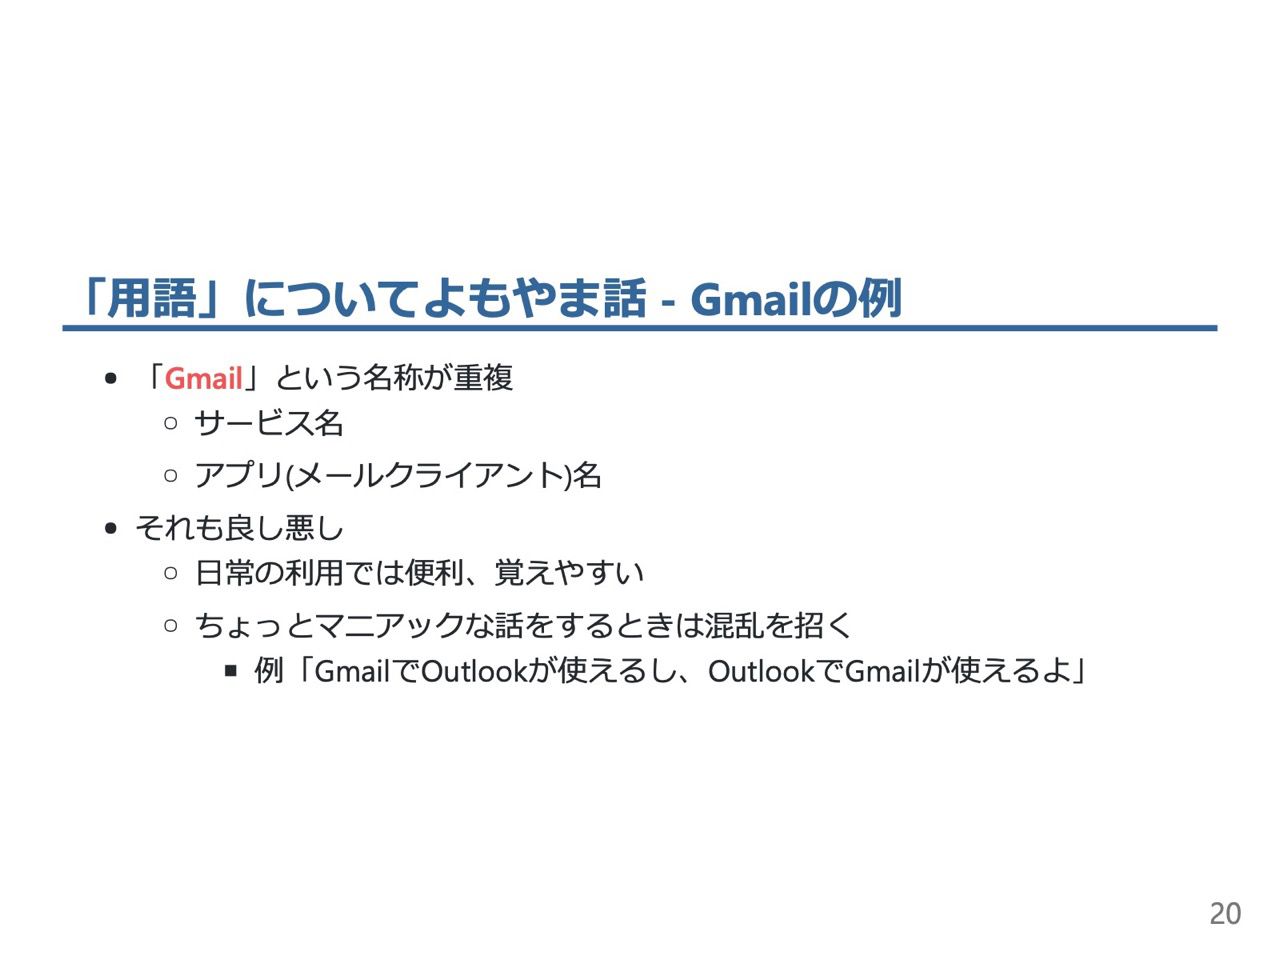 「用語」についてよもやま話 - Gmailの例
「Gmail」という名称が重複
サービス名
アプリ(メールクライアント)名
それも良し悪し
日常の利用では便利、覚えやすい
ちょっとマニアックな話をするときは混乱を招く
例「GmailでOutlookが使えるし、OutlookでGmailが使えるよ」
20